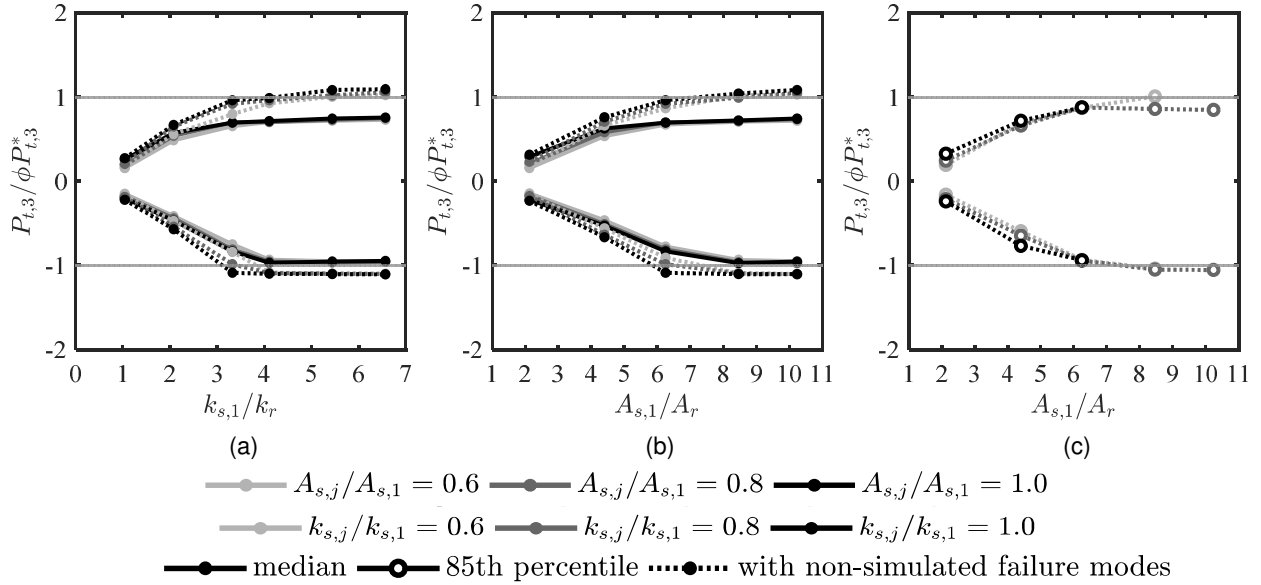 2
1
0
-1
-2
P_{t,3}/ϕP*_{t,3}
0 1 2 3 4 5 6 7
k_{s,1}/k_r
(a)
2
1
0
-1
-2
P_{t,3}/ϕP*_{t,3}
1 2 3 4 5 6 7 8 9 10 11
A_{s,1}/A_r
(b)
2
1
0
-1
-2
P_{t,3}/ϕP*_{t,3}
1 2 3 4 5 6 7 8 9 10 11
A_{s,1}/A_r
(c)
A_{s,j}/A_{s,1} = 0.6 A_{s,j}/A_{s,1} = 0.8 A_{s,j}/A_{s,1} = 1.0
k_{s,j}/k_{s,1} = 0.6 k_{s,j}/k_{s,1} = 0.8 k_{s,j}/k_{s,1} = 1.0
median 85th percentile with non-simulated failure modes